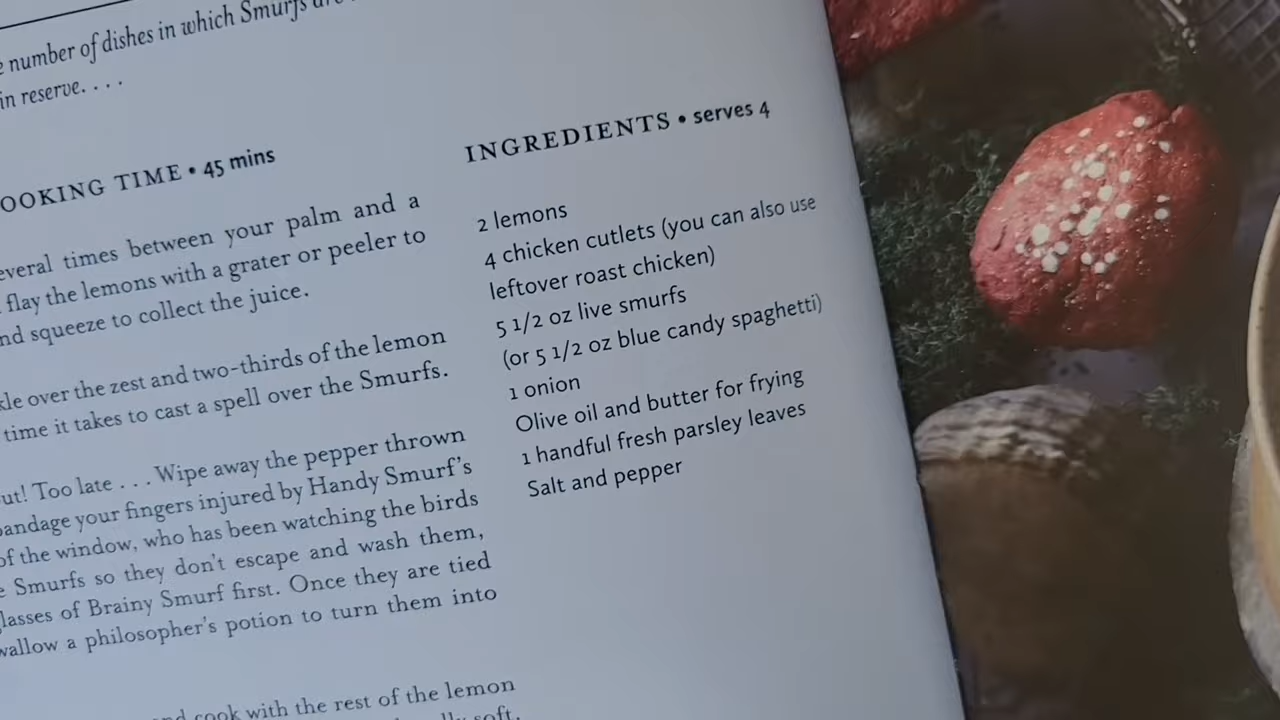 number of dishes in which Smurfs are
in reserve. . . .
OOKING TIME • 45 mins
everal times between your palm and a
flay the lemons with a grater or peeler to
nd squeeze to collect the juice.
kle over the zest and two-thirds of the lemon
time it takes to cast a spell over the Smurfs.
ut! Too late . . . Wipe away the pepper thrown
bandage your fingers injured by Handy Smurf's
of the window, who has been watching the birds
e Smurfs so they don't escape and wash them,
glasses of Brainy Smurf first. Once they are tied
wallow a philosopher's potion to turn them into
nd cook with the rest of the lemon
soft.
INGREDIENTS • serves 4
2 lemons
4 chicken cutlets (you can also use
leftover roast chicken)
5 1/2 oz live smurfs
(or 5 1/2 oz blue candy spaghetti)
1 onion
Olive oil and butter for frying
1 handful fresh parsley leaves
Salt and pepper